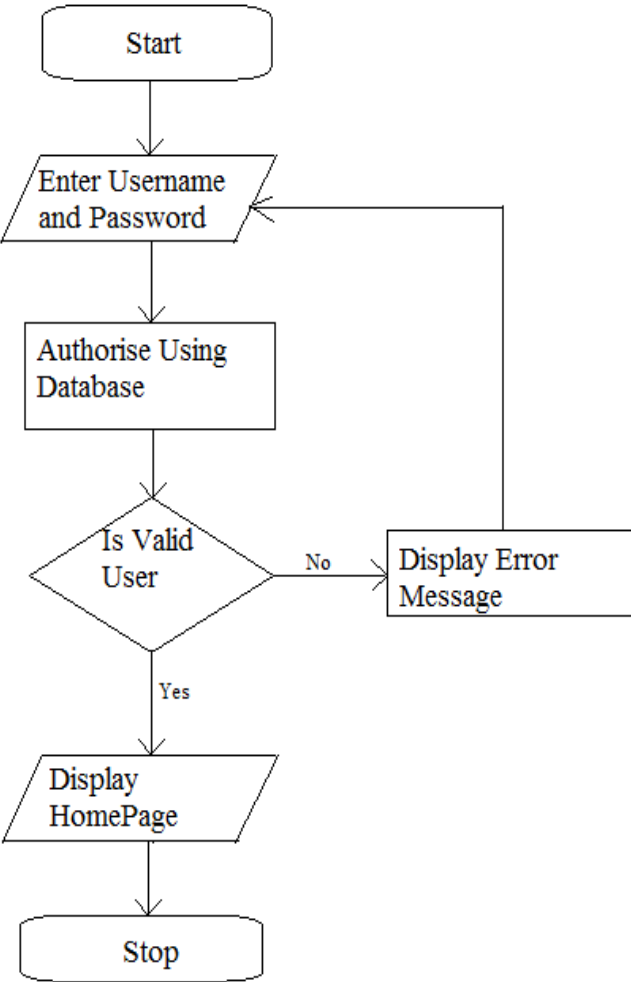 Start
Enter Username
and Password
Authorise Using
Database
Is Valid
User
No
Display Error
Message
Yes
Display
HomePage
Stop